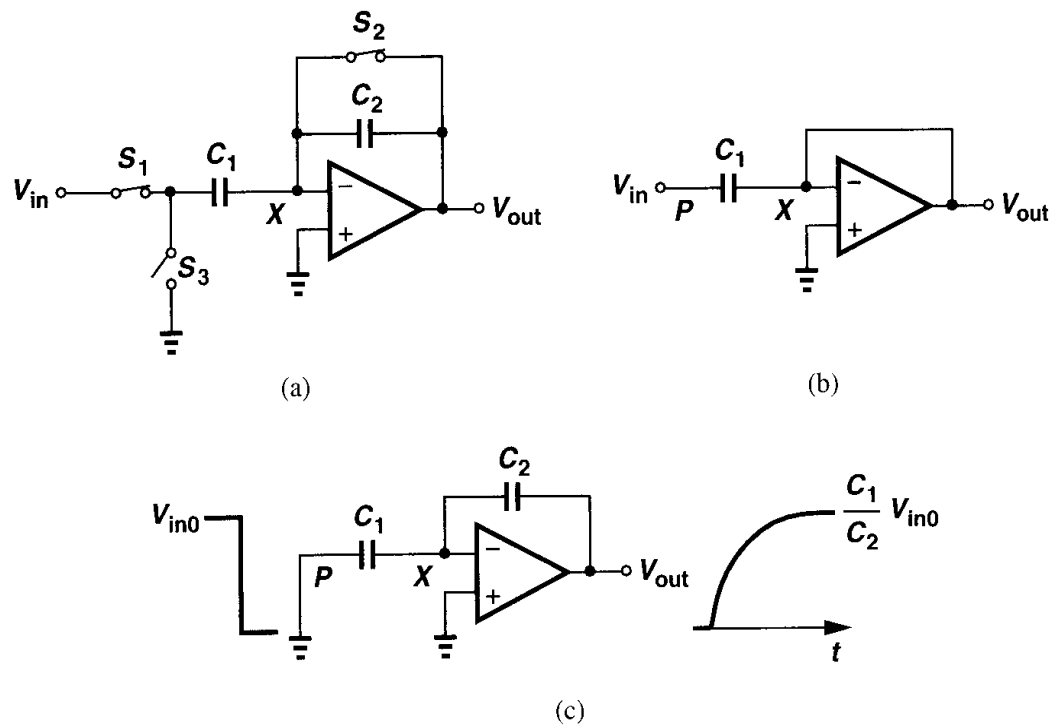 S2
C2
S1
C1
Vin
X
−
+
Vout
S3
(a)
C1
Vin
P
X
−
+
Vout
(b)
Vin0
C2
C1
P
X
−
+
Vout
C1
C2
Vin0
t
(c)